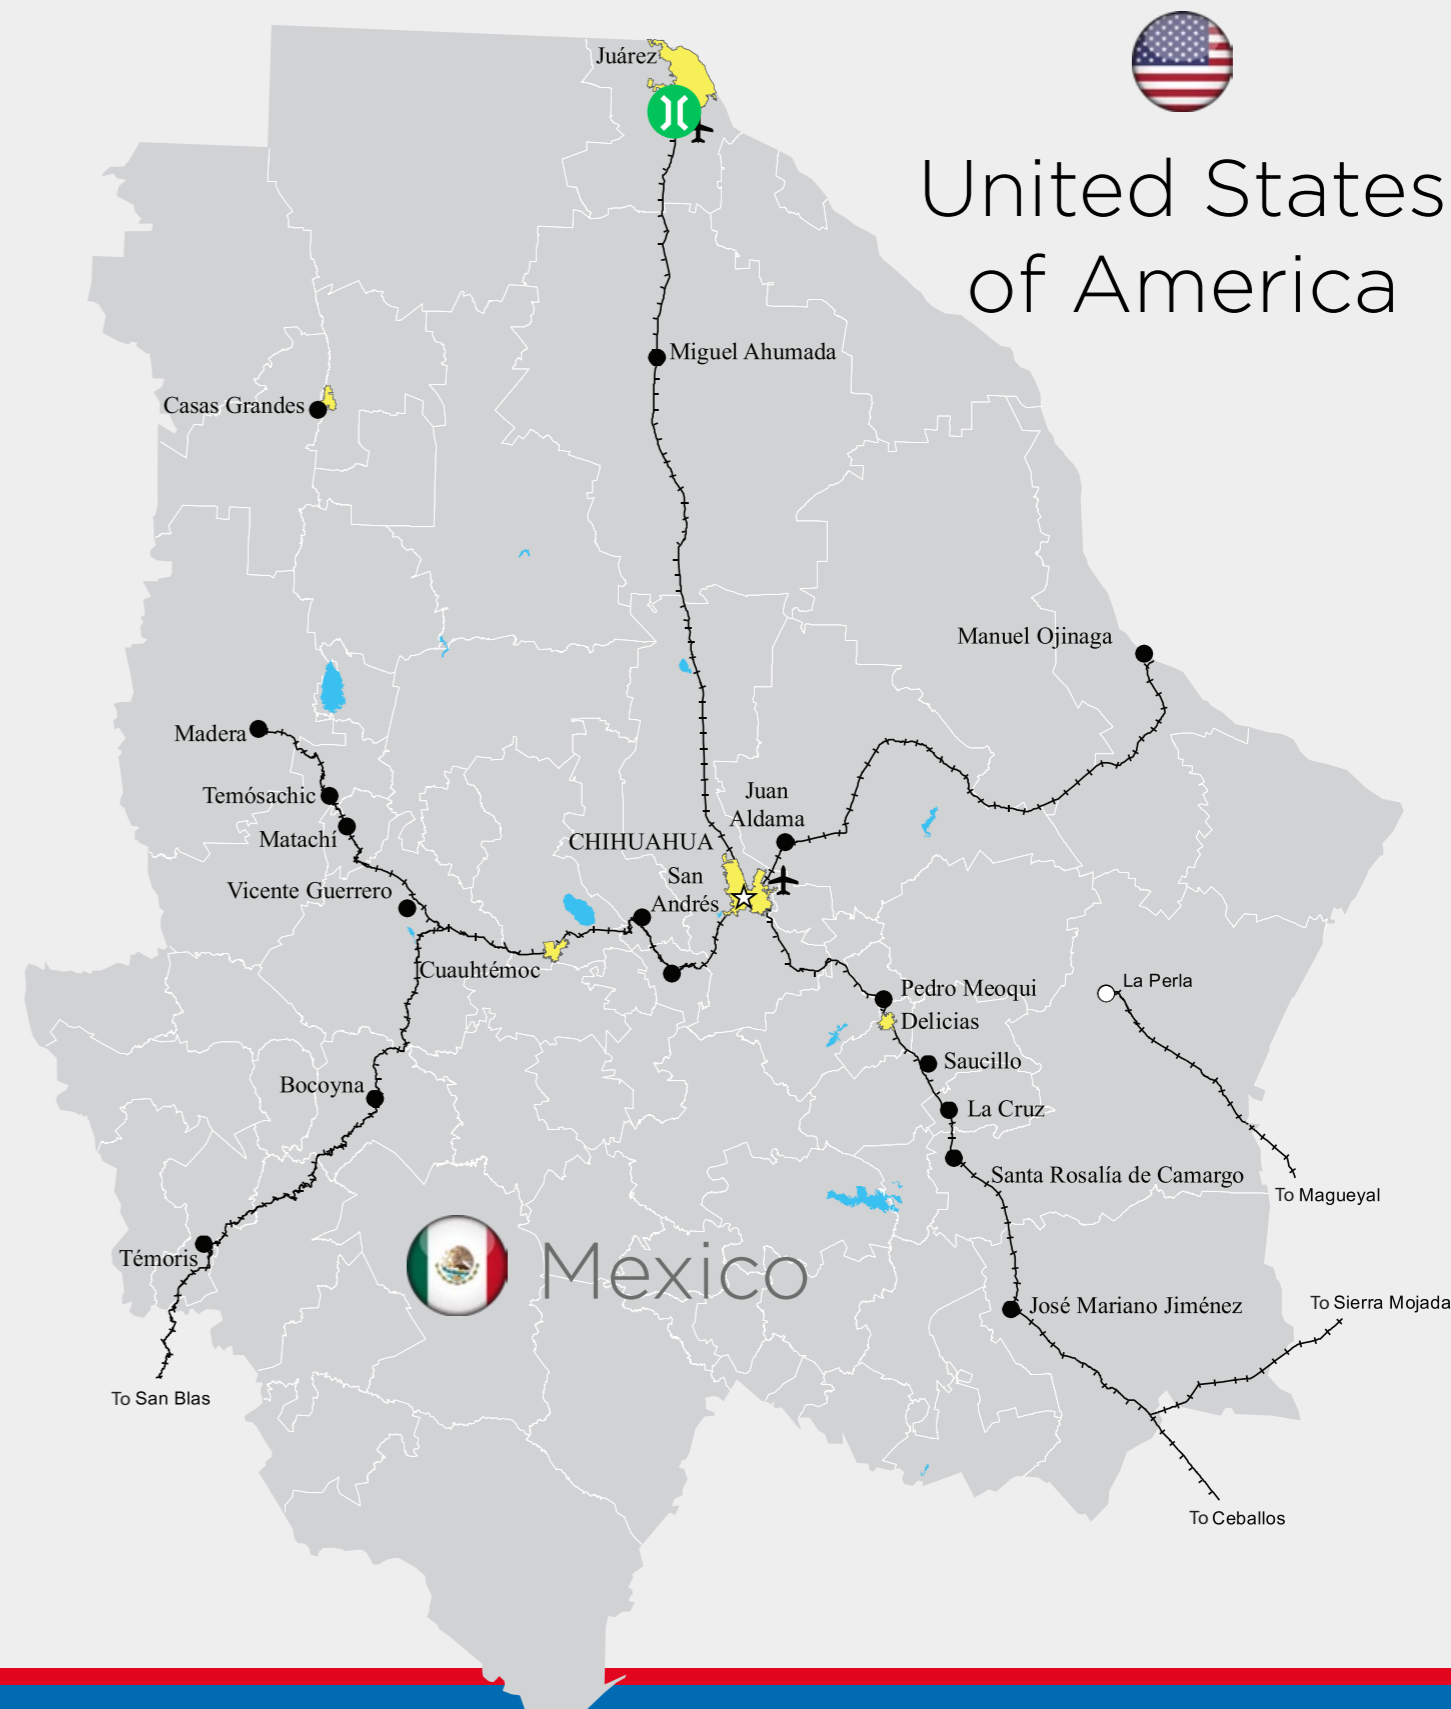 Juárez
United States
of America
Miguel Ahumada
Casas Grandes
Manuel Ojinaga
Madera
Temósachic
Juan
Aldama
Matachí
CHIHUAHUA
San
Andrés
Vicente Guerrero
Cuauhtémoc
Pedro Meoqui
La Perla
Delicias
Saucillo
Bocoyna
La Cruz
Santa Rosalía de Camargo
To Magueyal
Témoris
Mexico
José Mariano Jiménez
To Sierra Mojada
To San Blas
To Ceballos